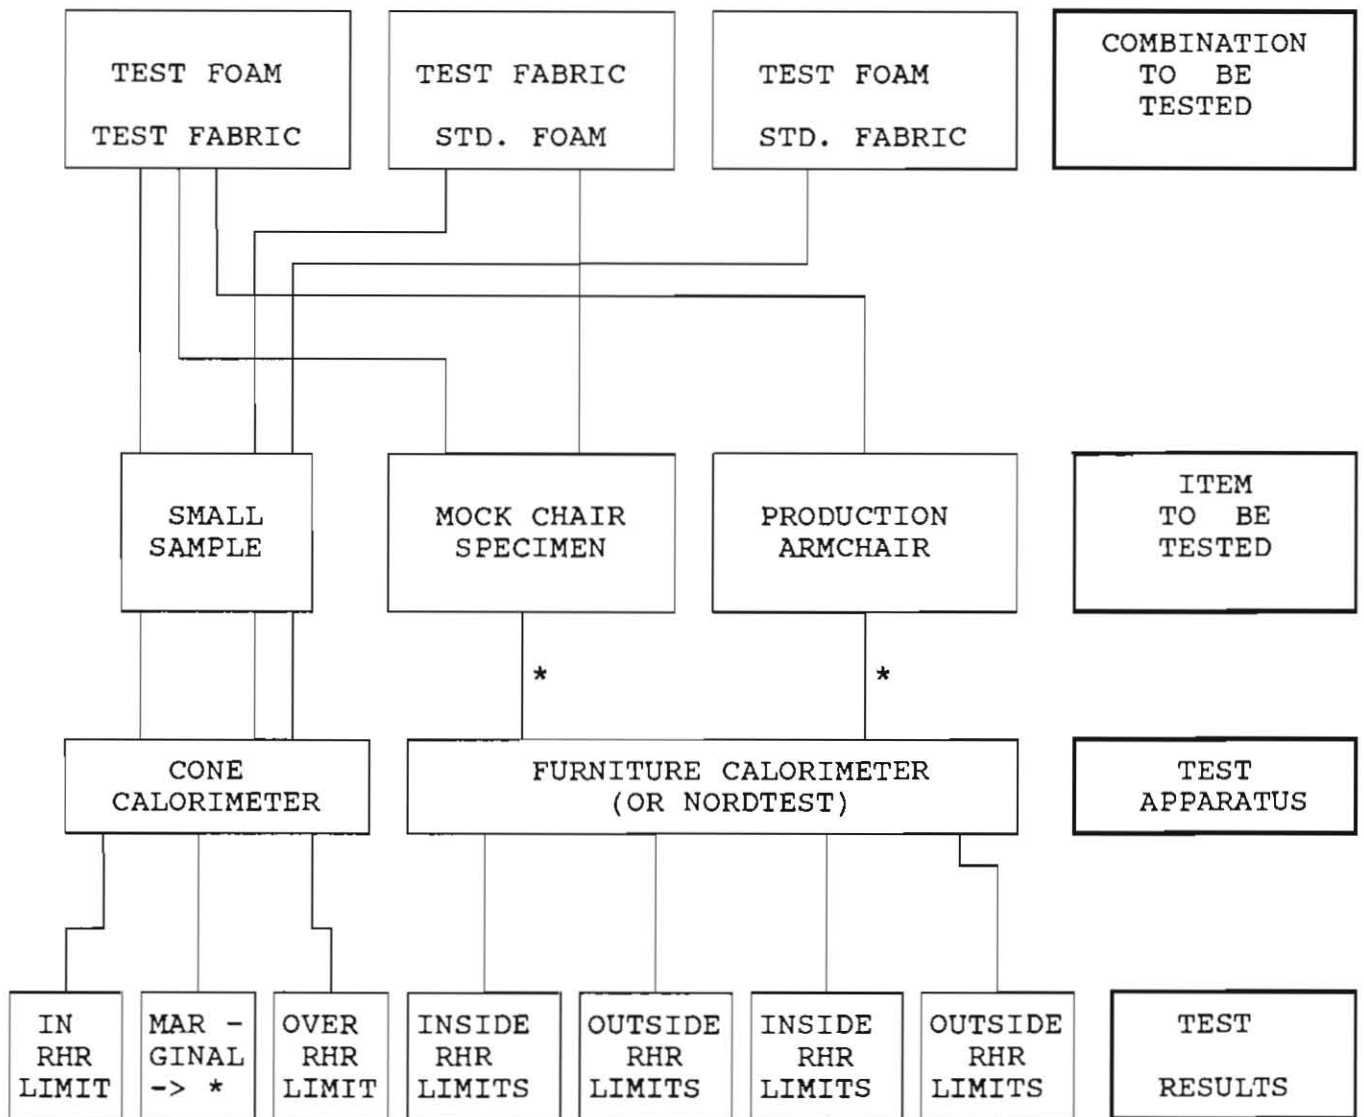 TEST FOAM
TEST FABRIC
TEST FABRIC
STD. FOAM
TEST FOAM
STD. FABRIC
COMBINATION
TO BE
TESTED
SMALL
SAMPLE
MOCK CHAIR
SPECIMEN
PRODUCTION
ARMCHAIR
ITEM
TO BE
TESTED
*
*
CONE
CALORIMETER
FURNITURE CALORIMETER
(OR NORDTEST)
TEST
APPARATUS
IN
RHR
LIMIT
MAR -
GINAL
-> *
OVER
RHR
LIMIT
INSIDE
RHR
LIMITS
OUTSIDE
RHR
LIMITS
INSIDE
RHR
LIMITS
OUTSIDE
RHR
LIMITS
TEST
RESULTS